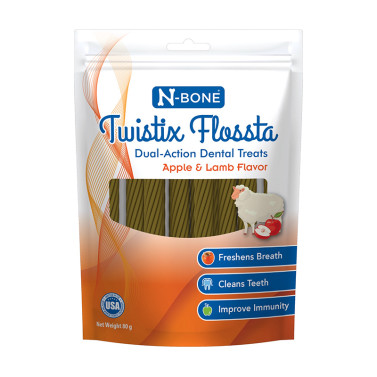 N-BONE®
Twistix Flossta
Dual-Action Dental Treats
Apple & Lamb Flavor
Freshens Breath
Cleans Teeth
Improve Immunity
USA
Net Weight 80 g